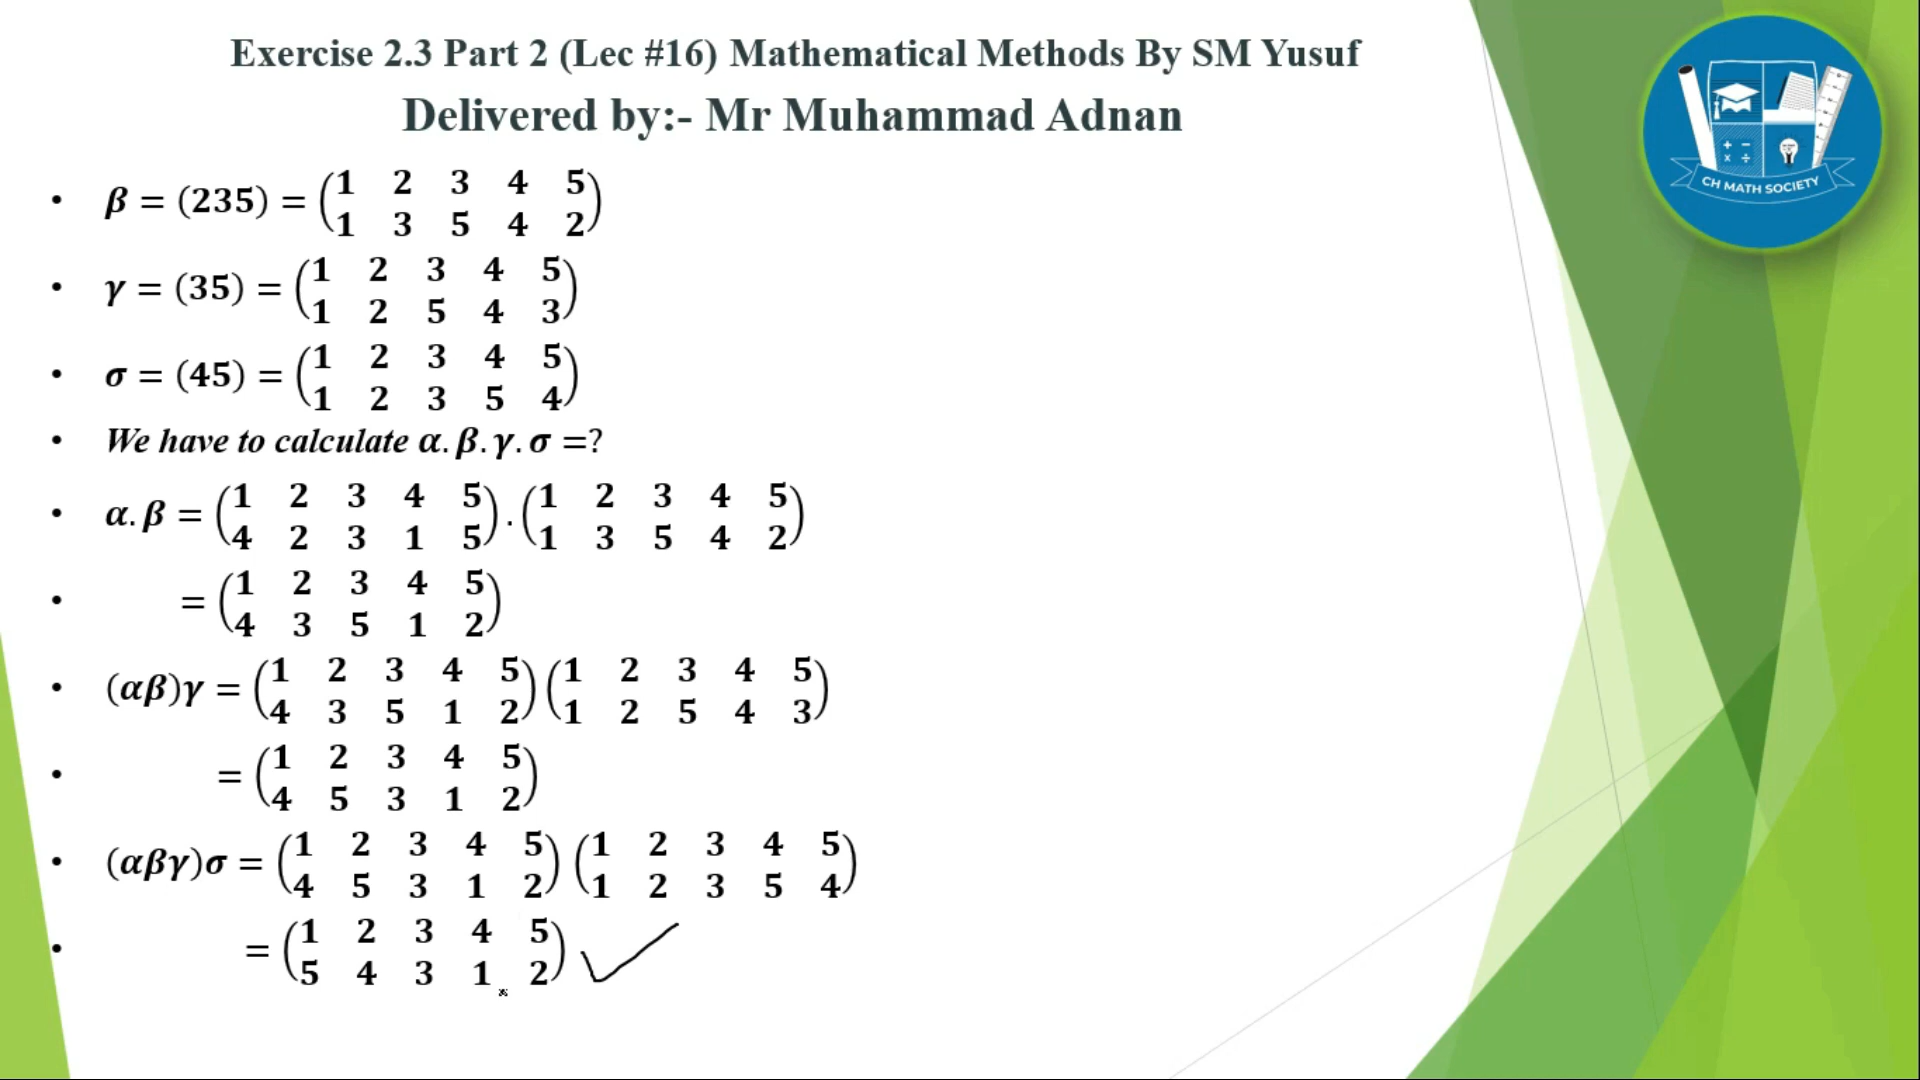 Exercise 2.3 Part 2 (Lec #16) Mathematical Methods By SM Yusuf
Delivered by:- Mr Muhammad Adnan
CH MATH SOCIETY
• β = (235) = (1 2 3 4 5
1 3 5 4 2)
• γ = (35) = (1 2 3 4 5
1 2 5 4 3)
• σ = (45) = (1 2 3 4 5
1 2 3 5 4)
• We have to calculate α.β.γ.σ =?
• α.β = (1 2 3 4 5
4 2 3 1 5).(1 2 3 4 5
1 3 5 4 2)
• = (1 2 3 4 5
4 3 5 1 2)
• (αβ)γ = (1 2 3 4 5
4 3 5 1 2)(1 2 3 4 5
1 2 5 4 3)
• = (1 2 3 4 5
4 5 3 1 2)
• (αβγ)σ = (1 2 3 4 5
4 5 3 1 2)(1 2 3 4 5
1 2 3 5 4)
• = (1 2 3 4 5
5 4 3 1 2)